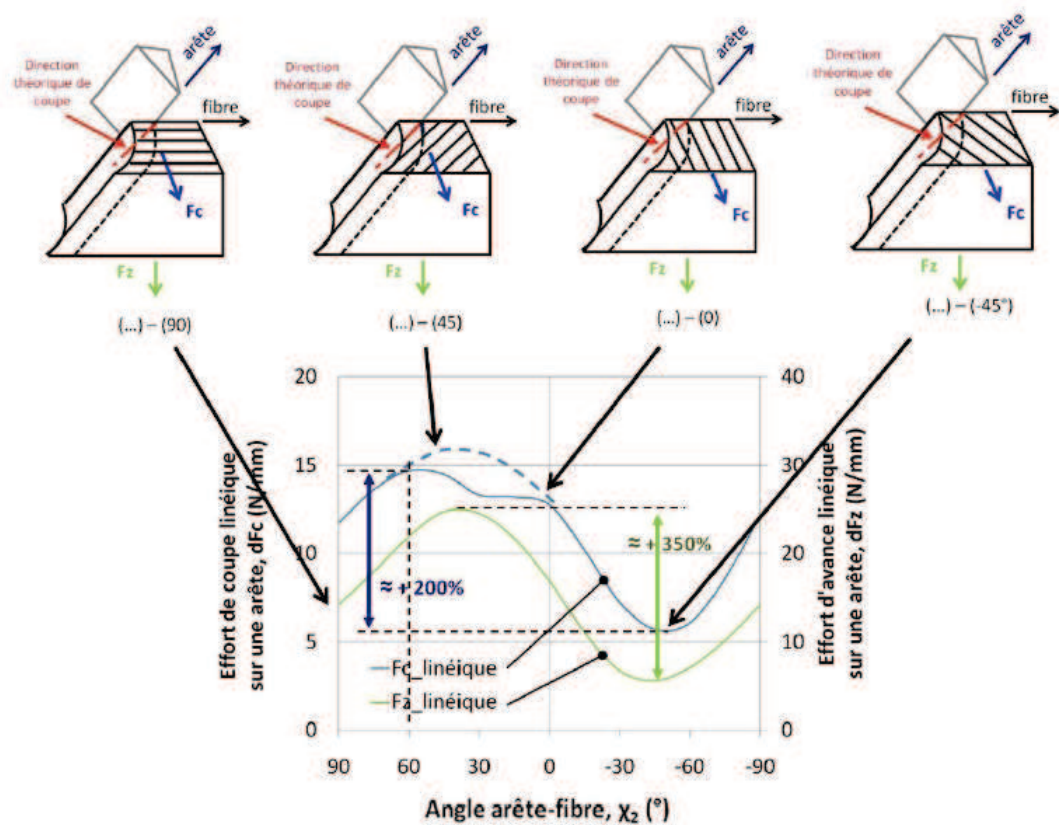 arête
Direction
théorique de
coupe
fibre
Fc
Fz
(...) – (90)
arête
Direction
théorique de
coupe
fibre
Fc
Fz
(...) – (45)
arête
Direction
théorique de
coupe
fibre
Fc
Fz
(...) – (0)
arête
Direction
théorique de
coupe
fibre
Fc
Fz
(...) – (-45°)
Effort de coupe linéique
sur une arête, dFc (N/mm)
20
15
10
5
0
≈ + 200%
≈ + 350%
Fc_linéique
Fz_linéique
40
30
20
10
0
Effort d'avance linéique
sur une arête, dFz (N/mm)
90
60
30
0
-30
-60
-90
Angle arête-fibre, χ₂ (°)